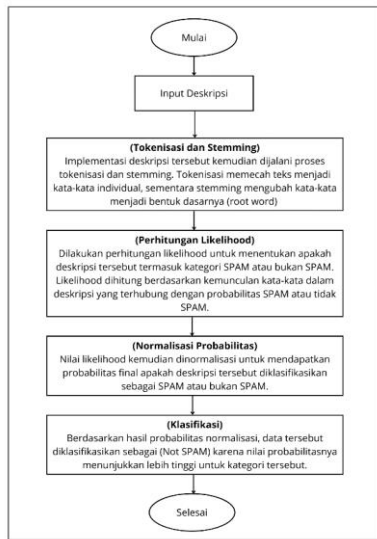 Mulai
Input Deskripsi
(Tokenisasi dan Stemming)
Implementasi deskripsi tersebut kemudian dijalani proses
tokenisasi dan stemming. Tokenisasi memecah teks menjadi
kata-kata individual, sementara stemming mengubah kata-kata
menjadi bentuk dasarnya (root word)
(Perhitungan Likelihood)
Dilakukan perhitungan likelihood untuk menentukan apakah
deskripsi tersebut termasuk kategori SPAM atau bukan SPAM.
Likelihood dihitung berdasarkan kemunculan kata-kata dalam
deskripsi yang terhubung dengan probabilitas SPAM atau tidak
SPAM.
(Normalisasi Probabilitas)
Nilai likelihood kemudian dinormalisasi untuk mendapatkan
probabilitas final apakah deskripsi tersebut diklasifikasikan
sebagai SPAM atau bukan SPAM.
(Klasifikasi)
Berdasarkan hasil probabilitas normalisasi, data tersebut
diklasifikasikan sebagai (Not SPAM) karena nilai probabilitasnya
menunjukkan lebih tinggi untuk kategori tersebut.
Selesai